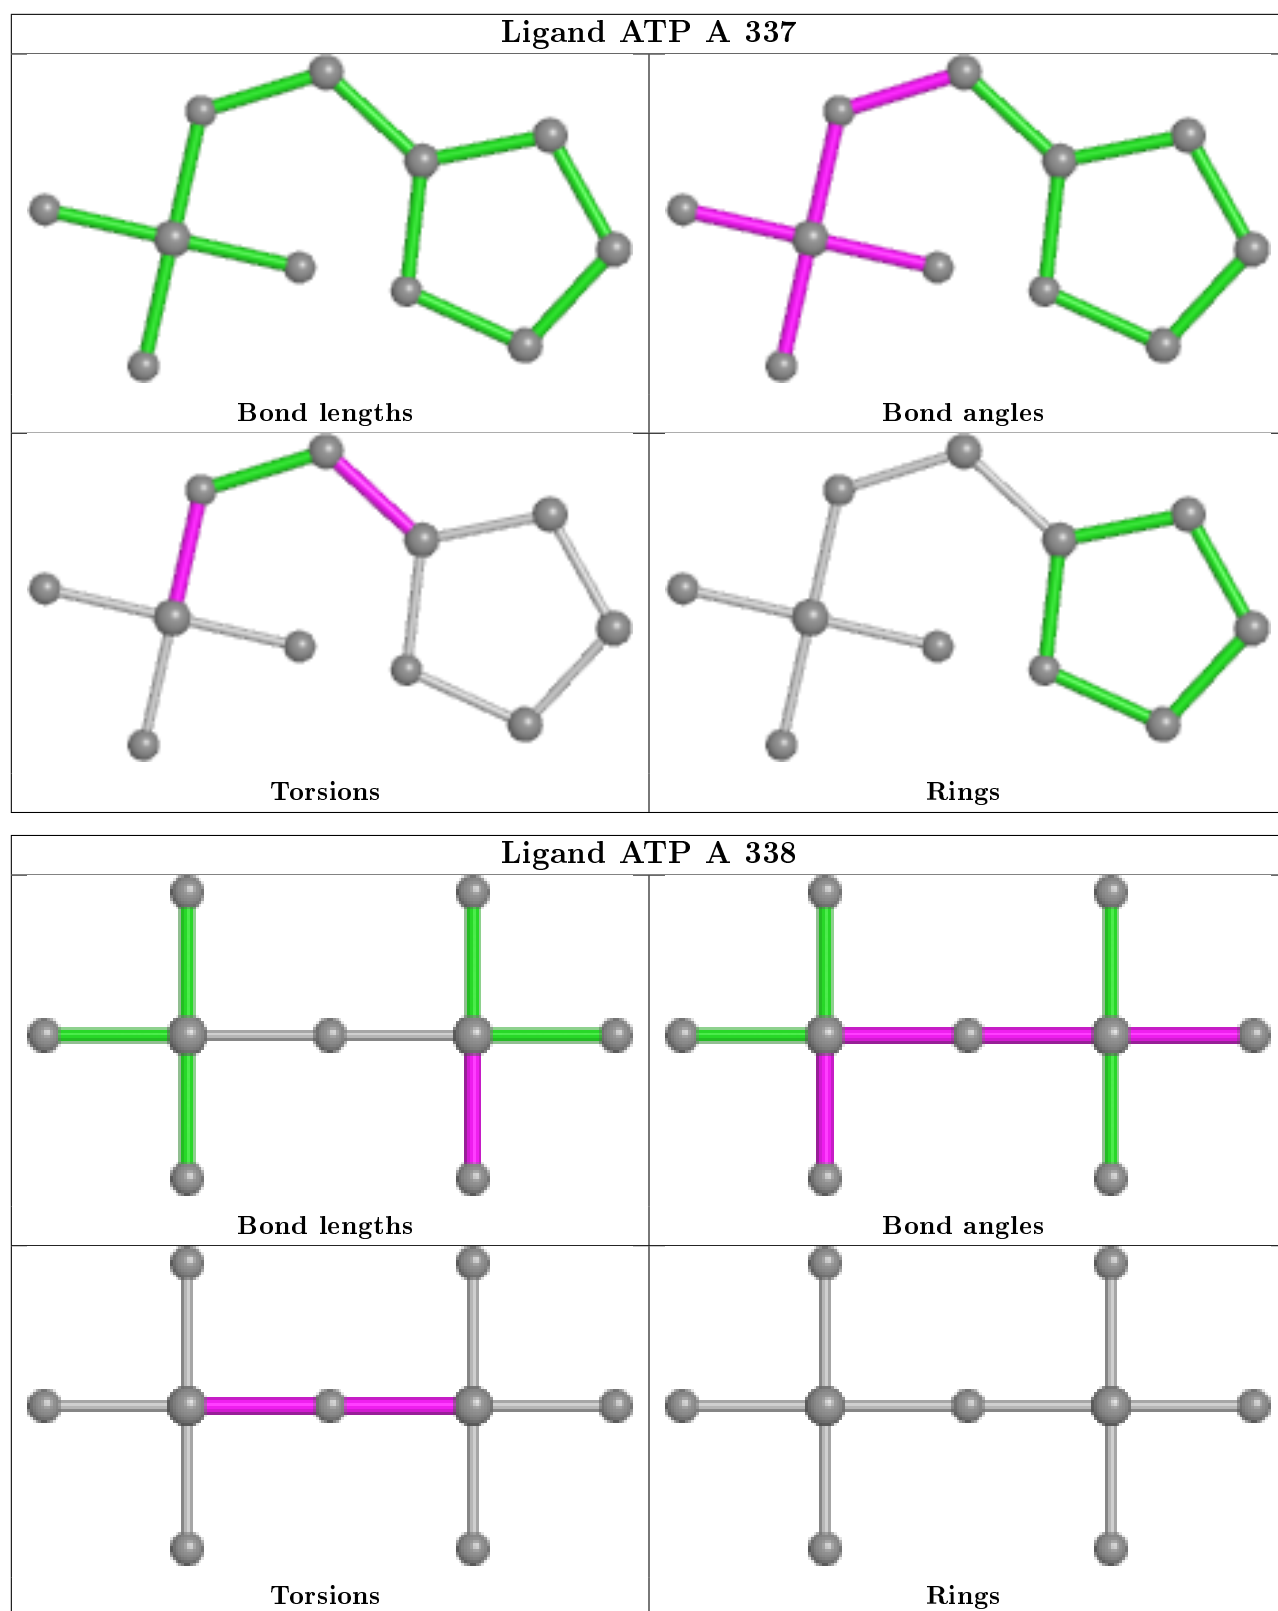 Ligand ATP A 337
Bond lengths
Bond angles
Torsions
Rings
Ligand ATP A 338
Bond lengths
Bond angles
Torsions
Rings